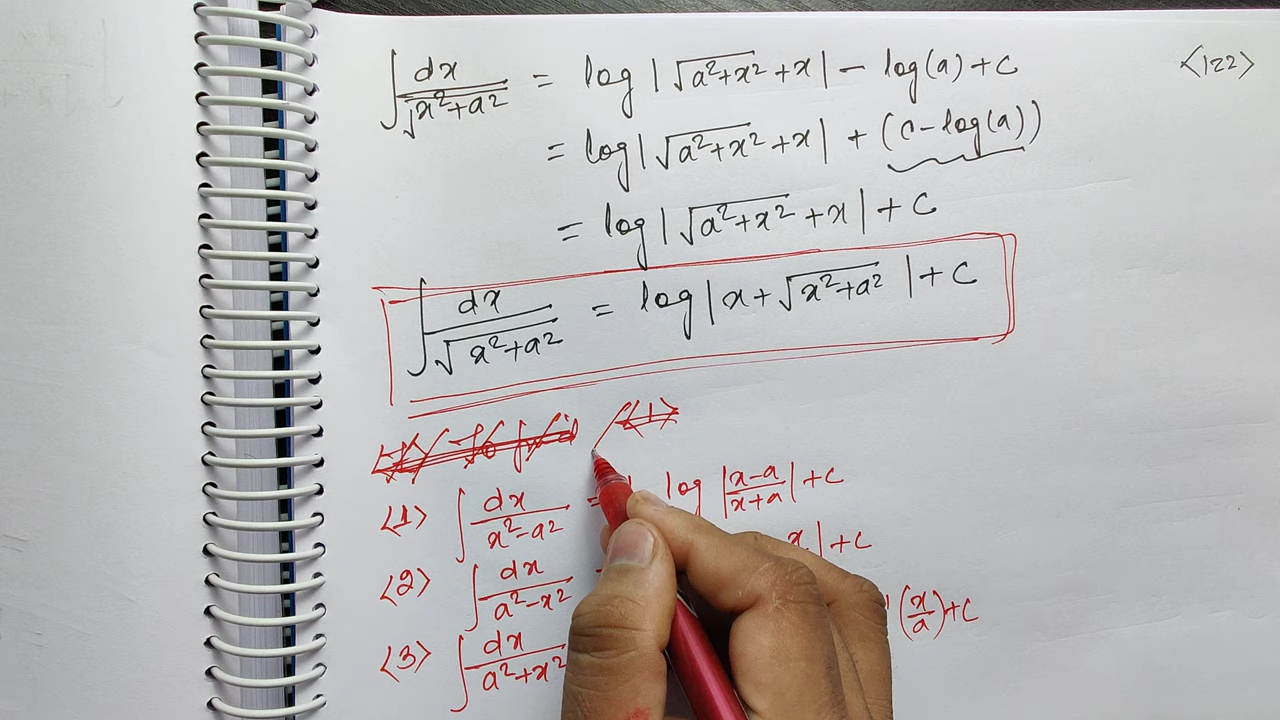 ∫ dx/√(x²+a²) = log|√(a²+x²) + x| − log(a) + C
<122>
= log|√(a²+x²) + x| + (C − log(a))
= log|√(a²+x²) + x| + C
∫ dx/√(x²+a²) = log|x + √(x²+a²)| + C
<1>
<1> ∫ dx/(x²−a²) = log|(x−a)/(x+a)| + C
<2> ∫ dx/(a²−x²) x| + C
<3> ∫ dx/(a²+x²) (x/a) + C